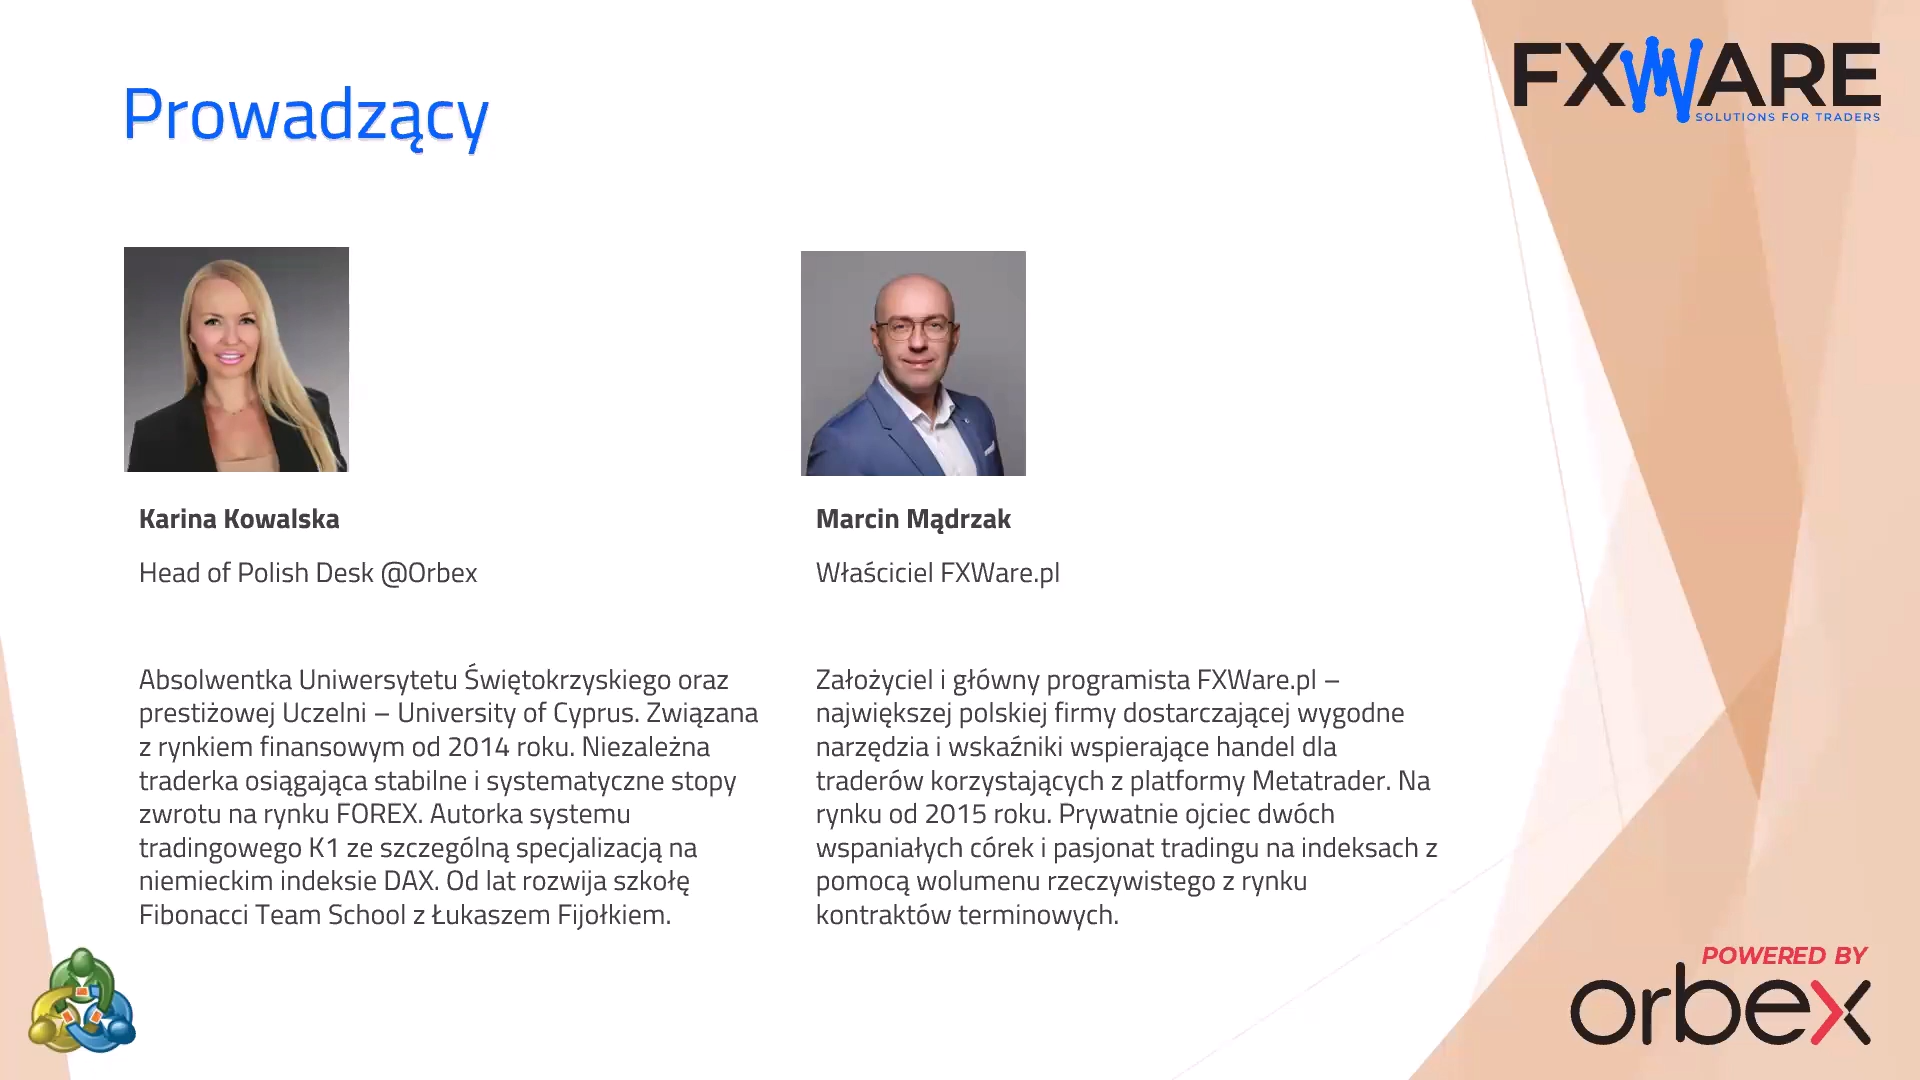 Prowadzący
FXWARE
SOLUTIONS FOR TRADERS
Karina Kowalska
Head of Polish Desk @Orbex
Absolwentka Uniwersytetu Świętokrzyskiego oraz
prestiżowej Uczelni – University of Cyprus. Związana
z rynkiem finansowym od 2014 roku. Niezależna
traderka osiągająca stabilne i systematyczne stopy
zwrotu na rynku FOREX. Autorka systemu
tradingowego K1 ze szczególną specjalizacją na
niemieckim indeksie DAX. Od lat rozwija szkołę
Fibonacci Team School z Łukaszem Fijołkiem.
Marcin Mądrzak
Właściciel FXWare.pl
Założyciel i główny programista FXWare.pl –
największej polskiej firmy dostarczającej wygodne
narzędzia i wskaźniki wspierające handel dla
traderów korzystających z platformy Metatrader. Na
rynku od 2015 roku. Prywatnie ojciec dwóch
wspaniałych córek i pasjonat tradingu na indeksach z
pomocą wolumenu rzeczywistego z rynku
kontraktów terminowych.
POWERED BY
orbex